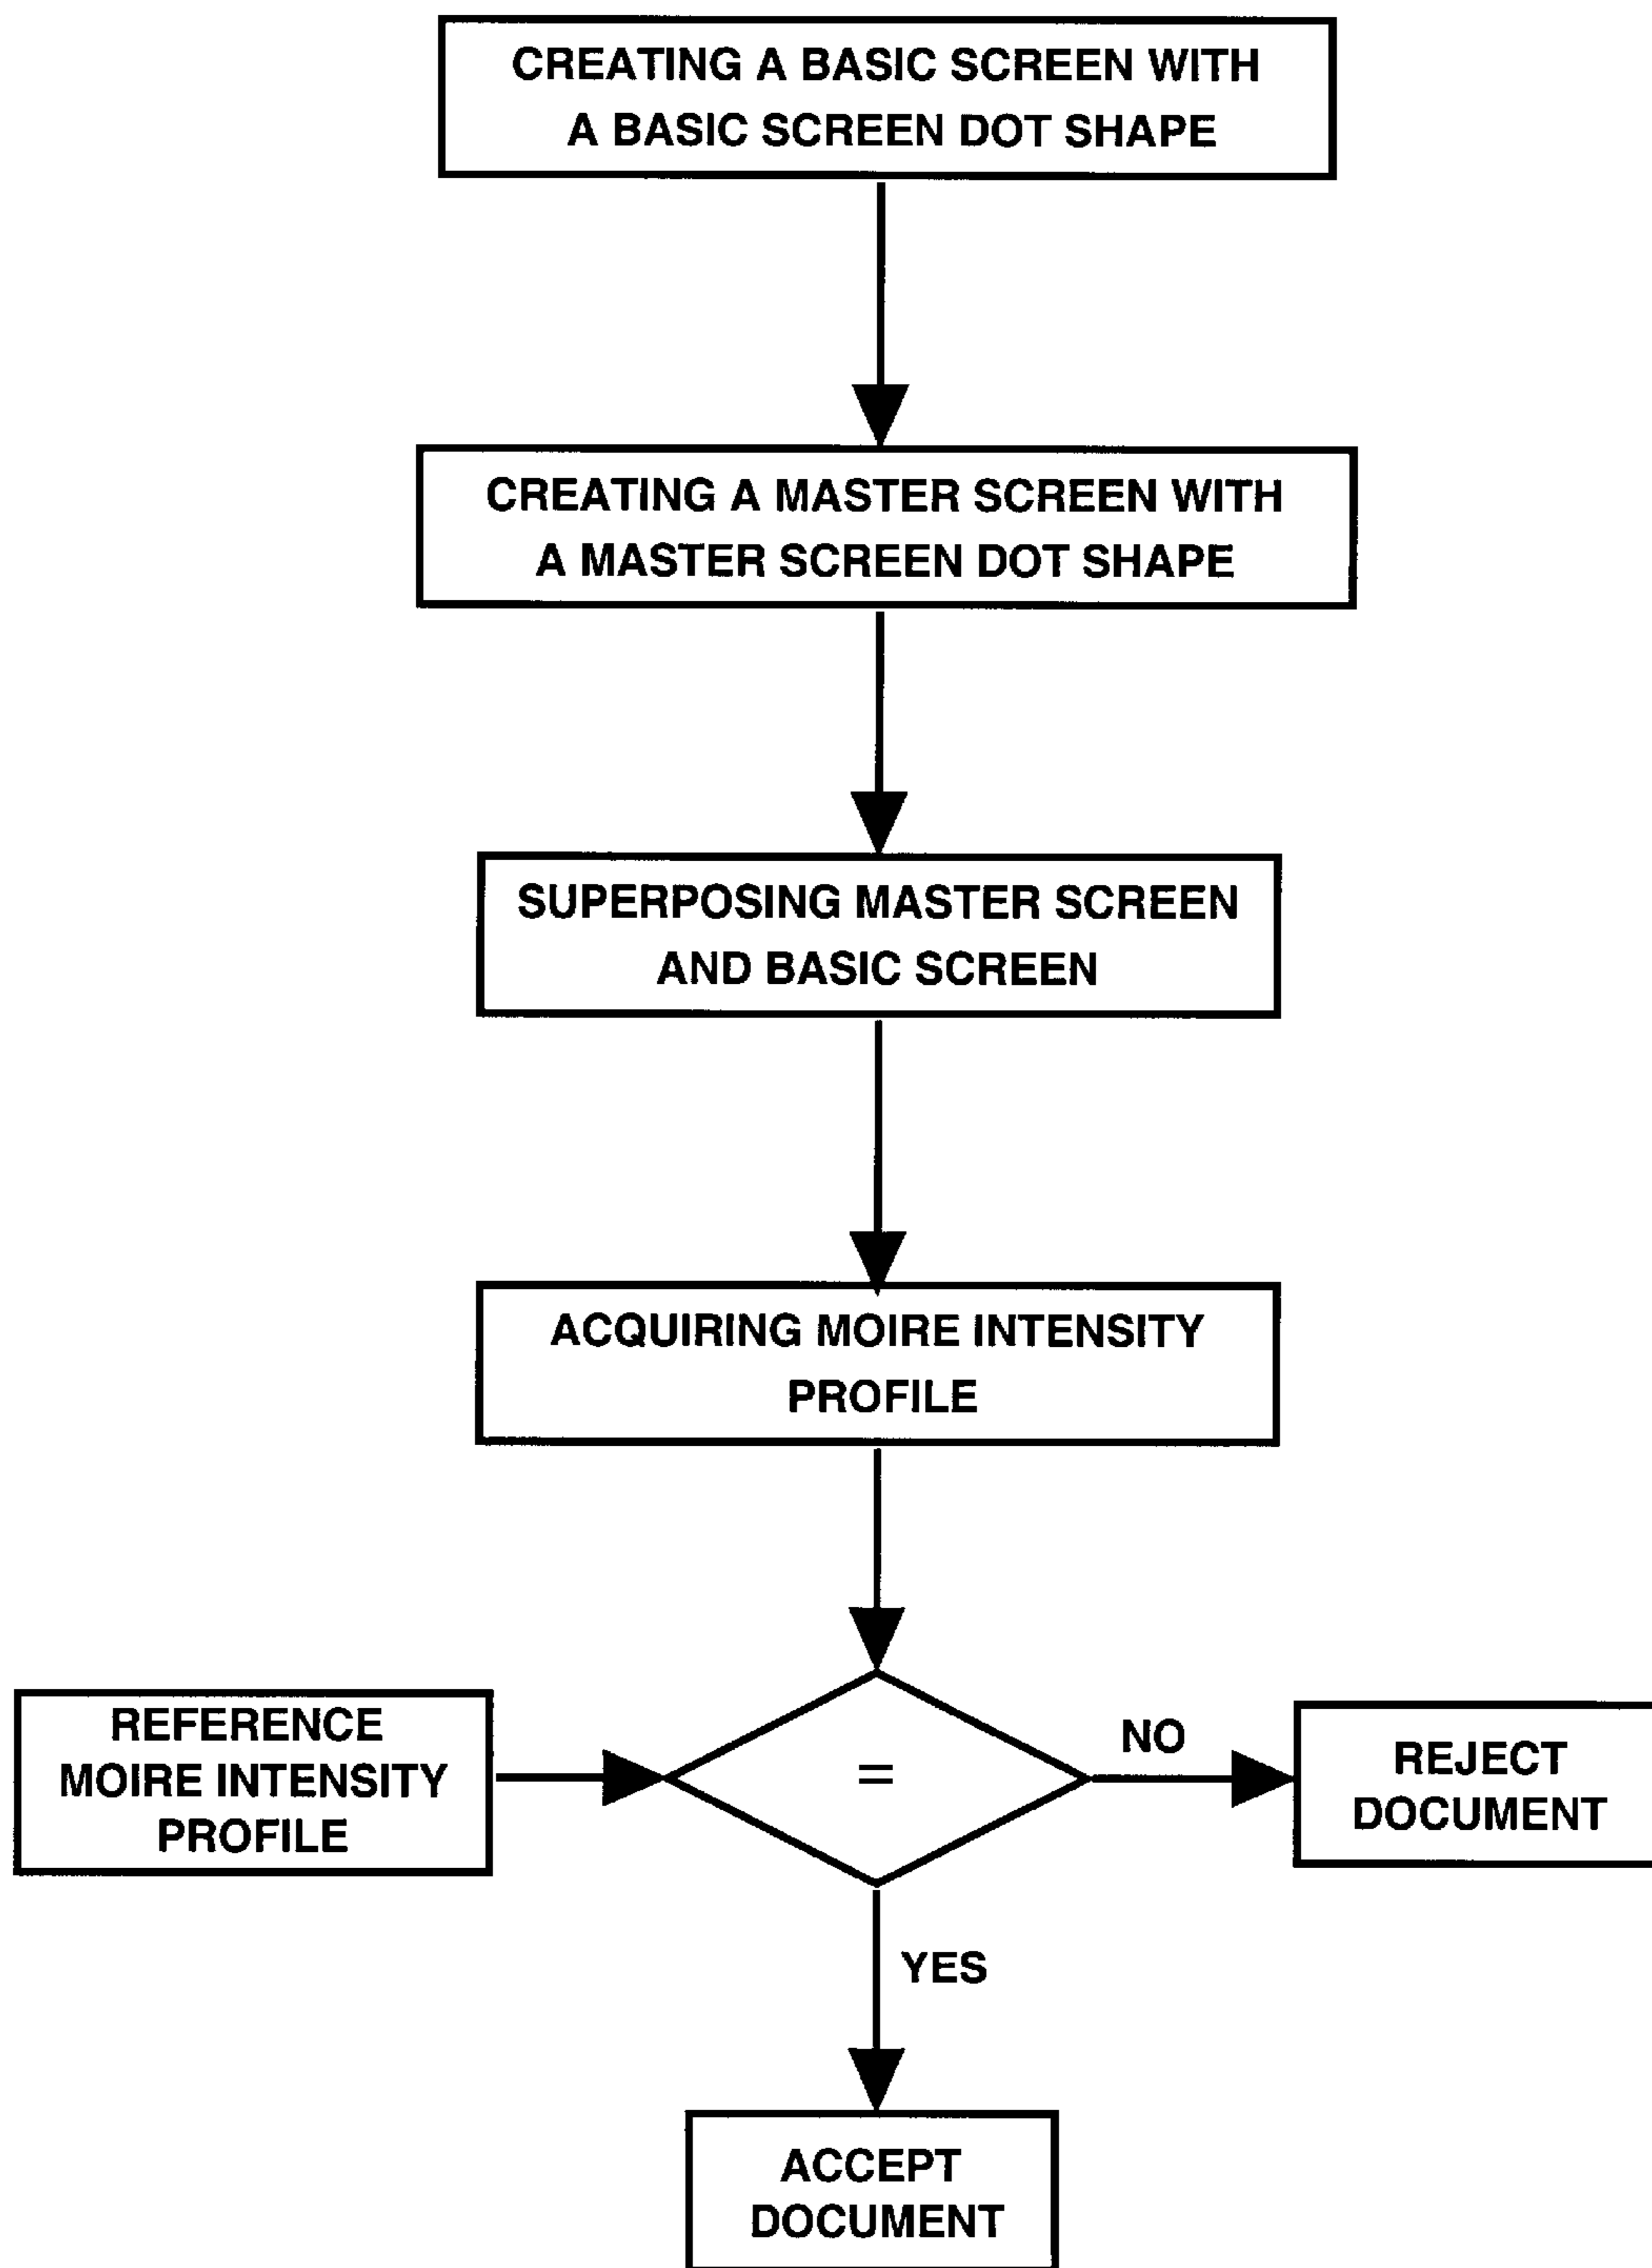 CREATING A BASIC SCREEN WITH
A BASIC SCREEN DOT SHAPE
CREATING A MASTER SCREEN WITH
A MASTER SCREEN DOT SHAPE
SUPERPOSING MASTER SCREEN
AND BASIC SCREEN
ACQUIRING MOIRE INTENSITY
PROFILE
REFERENCE
MOIRE INTENSITY
PROFILE
=
NO
REJECT
DOCUMENT
YES
ACCEPT
DOCUMENT